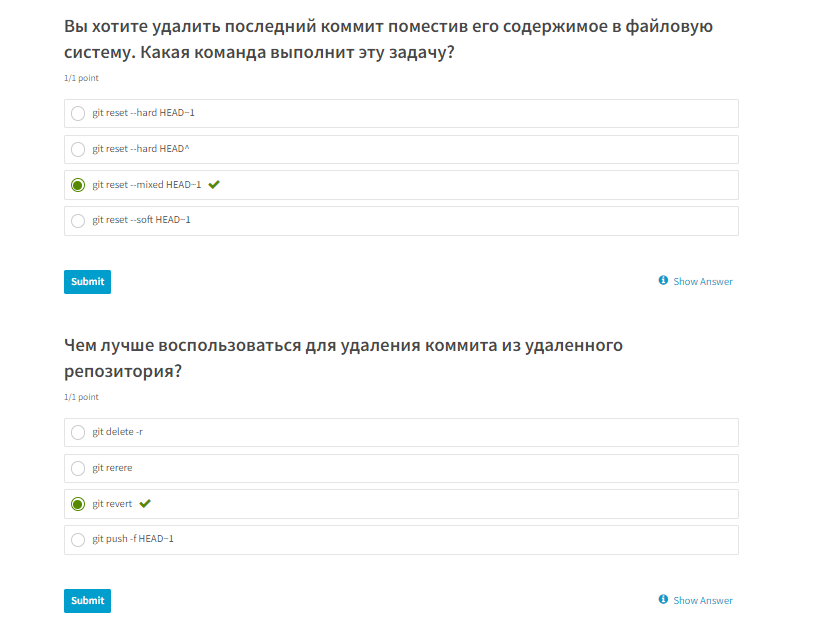 Вы хотите удалить последний коммит поместив его содержимое в файловую
систему. Какая команда выполнит эту задачу?
1/1 point
git reset --hard HEAD~1
git reset --hard HEAD^
git reset --mixed HEAD~1
git reset --soft HEAD~1
Submit
Show Answer
Чем лучше воспользоваться для удаления коммита из удаленного
репозитория?
1/1 point
git delete -r
git rerere
git revert
git push -f HEAD~1
Submit
Show Answer